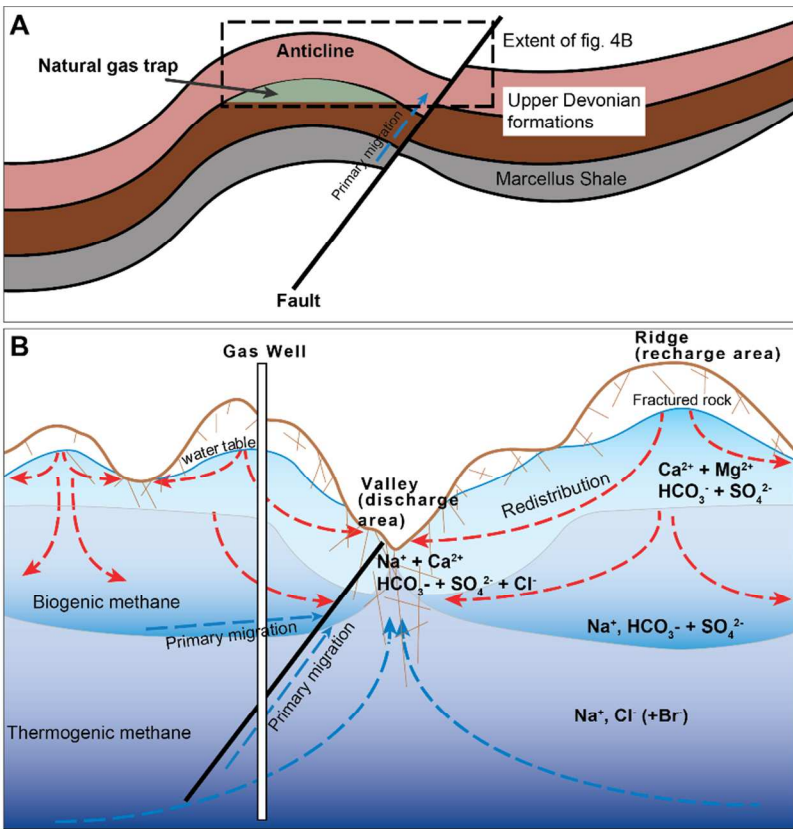 A
Anticline
Extent of fig. 4B
Natural gas trap
Upper Devonian
formations
Primary migration
Marcellus Shale
Fault
B
Gas Well
Ridge
(recharge area)
Fractured rock
water table
Valley
(discharge
area)
Redistribution
Ca²⁺ + Mg²⁺
HCO₃⁻ + SO₄²⁻
Na⁺ + Ca²⁺
HCO₃- + SO₄²⁻ + Cl⁻
Biogenic methane
Primary migration
Primary migration
Na⁺, HCO₃- + SO₄²⁻
Thermogenic methane
Na⁺, Cl⁻ (+Br⁻)